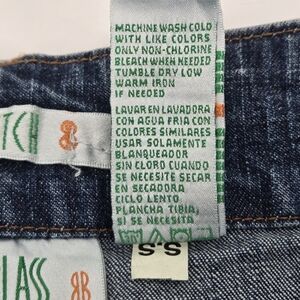 MACHINE WASH COLD
WITH LIKE COLORS
ONLY NON-CHLORINE
BLEACH WHEN NEEDED
TUMBLE DRY LOW
WARM IRON
IF NEEDED
LAVAR EN LAVADORA
CON AGUA FRIA CON
COLORES SIMILARES
USAR SOLAMENTE
BLANQUEADOR
SIN CLORO CUANDO
SE NECESITE SECAR
EN SECADORA
CICLO LENTO
PLANCHA TIBIA,
SI SE NECESITA
TCH
S
S
LASS